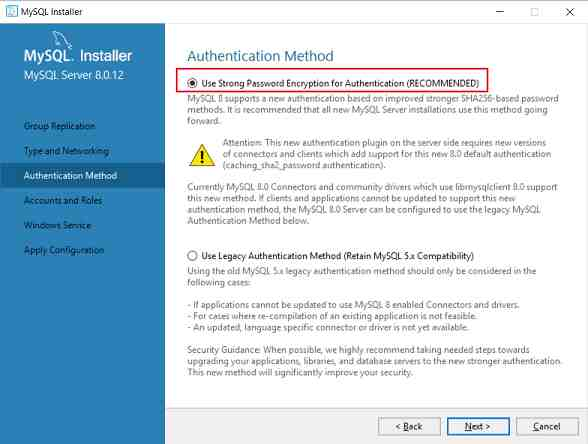 MySQL Installer
MySQL. Installer
MySQL Server 8.0.12
Group Replication
Type and Networking
Authentication Method
Accounts and Roles
Windows Service
Apply Configuration
Authentication Method
Use Strong Password Encryption for Authentication (RECOMMENDED)
MySQL 8 supports a new authentication based on improved stronger SHA256-based password
methods. It is recommended that all new MySQL Server installations use this method going
forward.
Attention: This new authentication plugin on the server side requires new versions
of connectors and clients which add support for this new 8.0 default authentication
(caching_sha2_password authentication).
Currently MySQL 8.0 Connectors and community drivers which use libmysqlclient 8.0 support
this new method. If clients and applications cannot be updated to support this new
authentication method, the MySQL 8.0 Server can be configured to use the legacy MySQL
Authentication Method below.
Use Legacy Authentication Method (Retain MySQL 5.x Compatibility)
Using the old MySQL 5.x legacy authentication method should only be considered in the
following cases:
- If applications cannot be updated to use MySQL 8 enabled Connectors and drivers.
- For cases where re-compilation of an existing application is not feasible.
- An updated, language specific connector or driver is not yet available.
Security Guidance: When possible, we highly recommend taking needed steps towards
upgrading your applications, libraries, and database servers to the new stronger authentication.
This new method will significantly improve your security.
< Back
Next >
Cancel